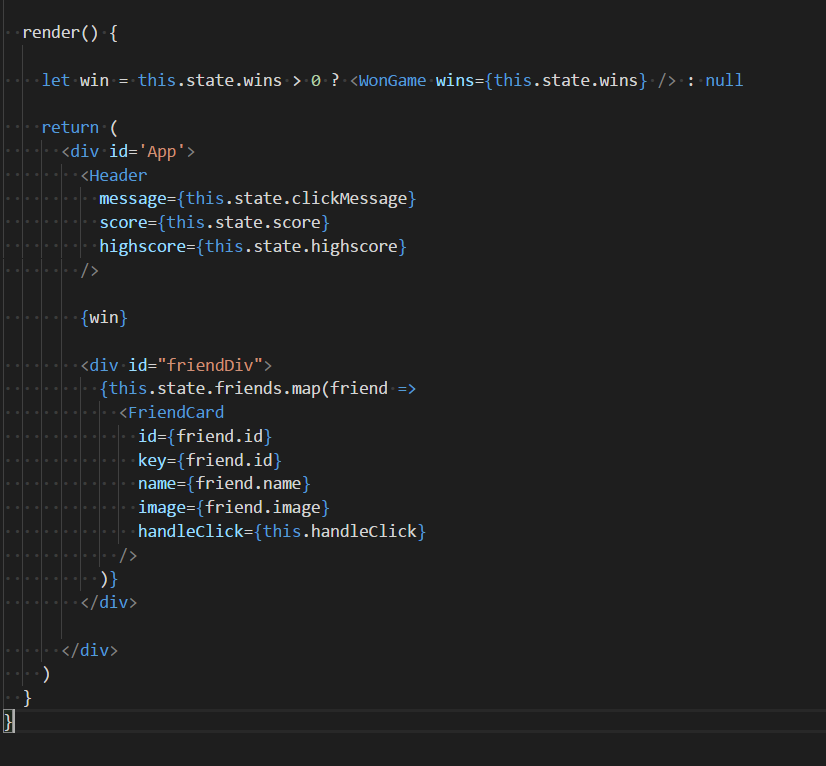 render() {
let win = this.state.wins > 0 ? <WonGame wins={this.state.wins} /> : null
return (
<div id='App'>
<Header
message={this.state.clickMessage}
score={this.state.score}
highscore={this.state.highscore}
/>
{win}
<div id="friendDiv">
{this.state.friends.map(friend =>
<FriendCard
id={friend.id}
key={friend.id}
name={friend.name}
image={friend.image}
handleClick={this.handleClick}
/>
)}
</div>
</div>
)
}
}